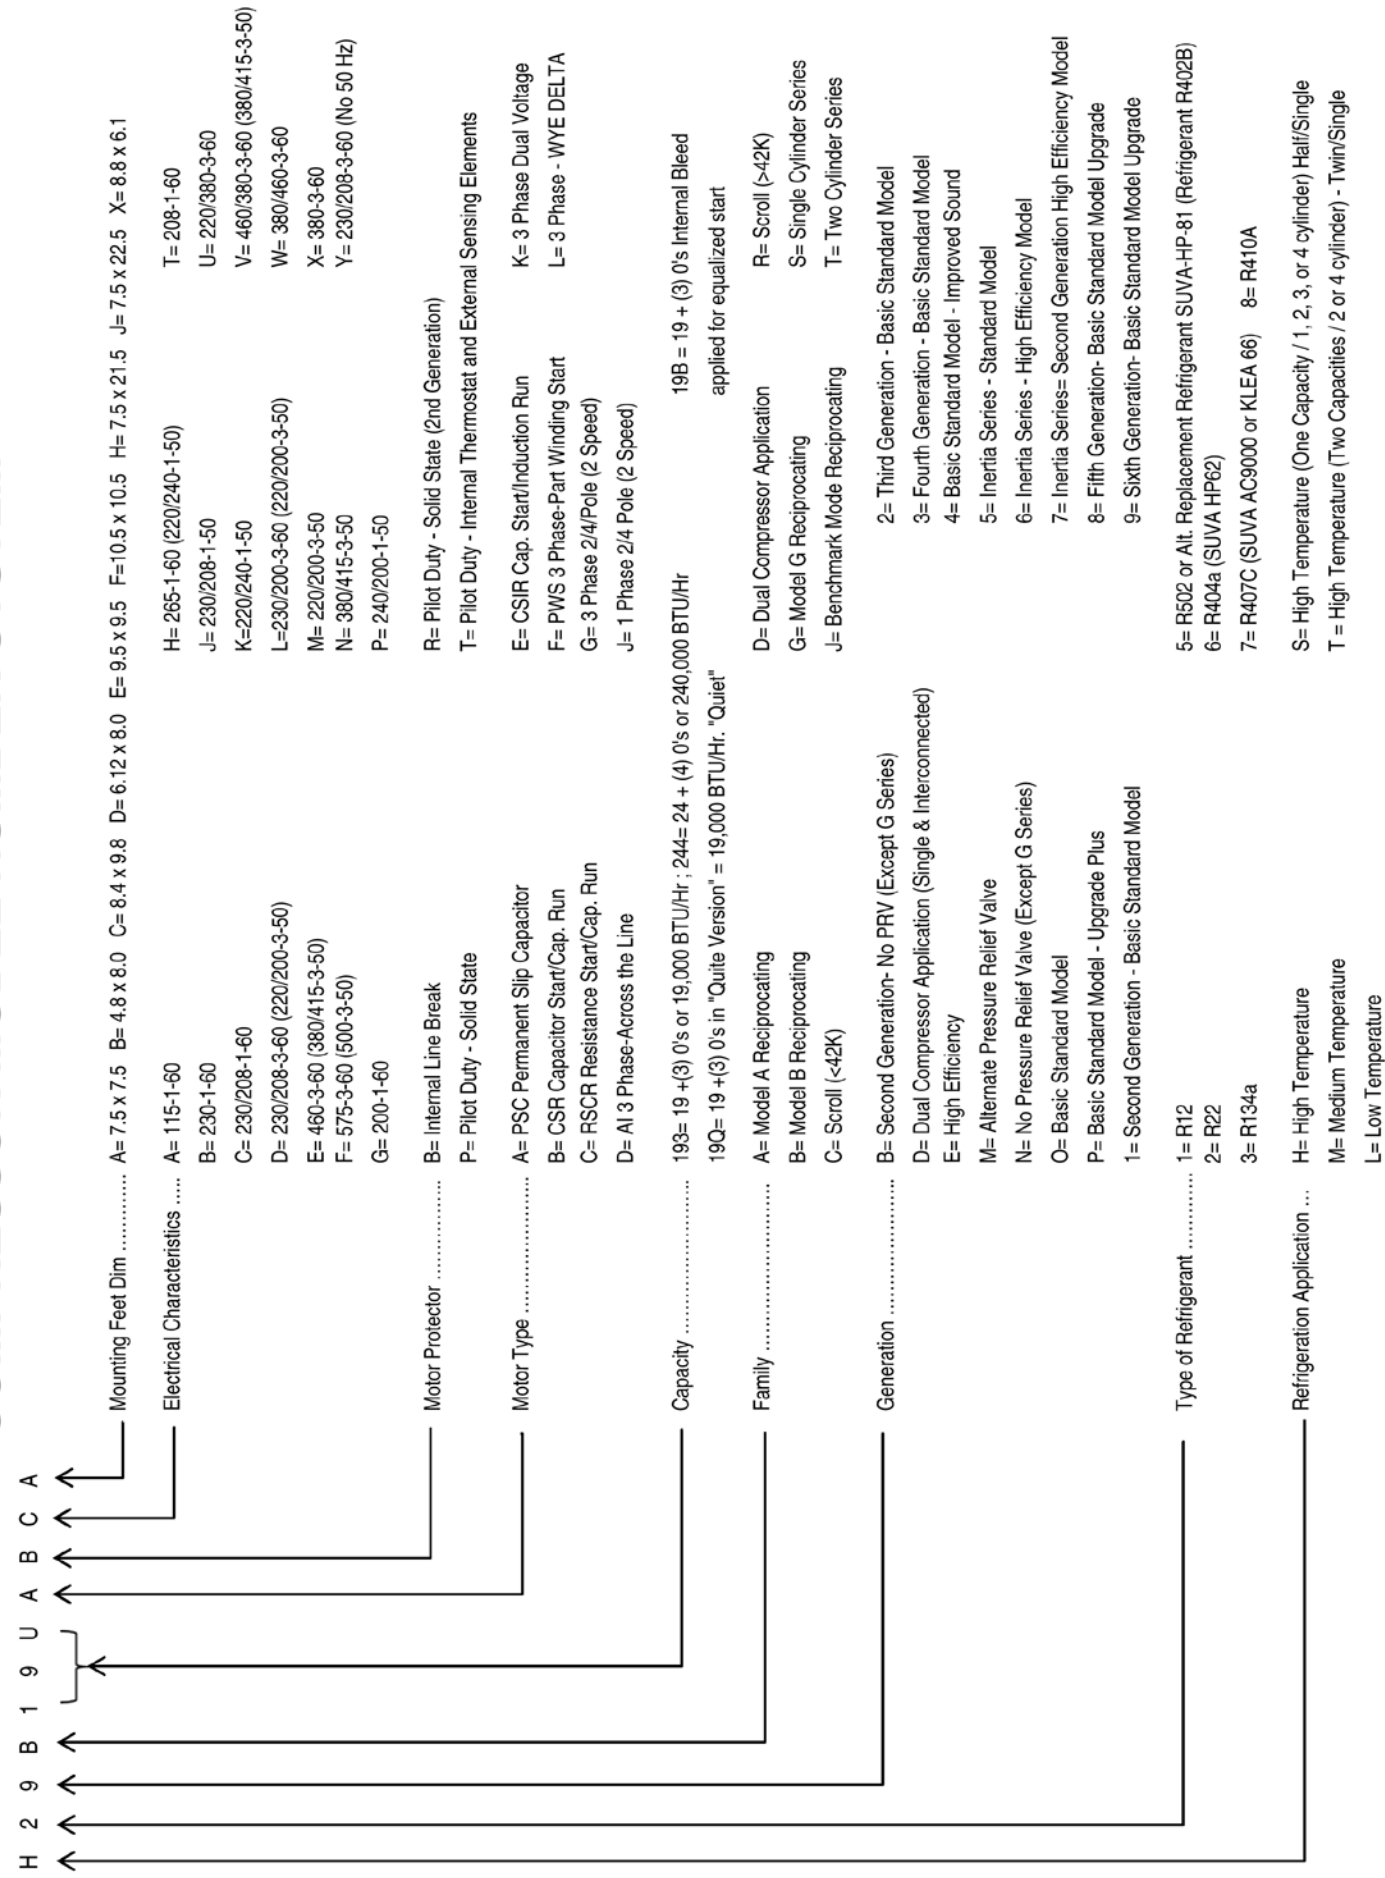 H 2 9 B 1 9 U A B C A
Mounting Feet Dim ............. A= 7.5 x 7.5 B= 4.8 x 8.0 C= 8.4 x 9.8 D= 6.12 x 8.0 E= 9.5 x 9.5 F=10.5 x 10.5 H= 7.5 x 21.5 J= 7.5 x 22.5 X= 8.8 x 6.1
Electrical Characteristics ..... A= 115-1-60 H= 265-1-60 (220/240-1-50) T= 208-1-60
B= 230-1-60 J= 230/208-1-50 U= 220/380-3-60
C= 230/208-1-60 K=220/240-1-50 V= 460/380-3-60 (380/415-3-50)
D= 230/208-3-60 (220/200-3-50) L=230/200-3-60 (220/200-3-50) W= 380/460-3-60
E= 460-3-60 (380/415-3-50) M= 220/200-3-50 X= 380-3-60
F= 575-3-60 (500-3-50) N= 380/415-3-50 Y= 230/208-3-60 (No 50 Hz)
G= 200-1-60 P= 240/200-1-50
Motor Protector ................ B= Internal Line Break R= Pilot Duty - Solid State (2nd Generation)
P= Pilot Duty - Solid State T= Pilot Duty - Internal Thermostat and External Sensing Elements
Motor Type ....................... A= PSC Permanent Slip Capacitor E= CSIR Cap. Start/Induction Run K= 3 Phase Dual Voltage
B= CSR Capacitor Start/Cap. Run F= PWS 3 Phase-Part Winding Start L= 3 Phase - WYE DELTA
C= RSCR Resistance Start/Cap. Run G= 3 Phase 2/4/Pole (2 Speed)
D= Al 3 Phase-Across the Line J= 1 Phase 2/4 Pole (2 Speed)
Capacity .......................... 193= 19 +(3) 0's or 19,000 BTU/Hr ; 244= 24 + (4) 0's or 240,000 BTU/Hr 19B = 19 + (3) 0's Internal Bleed
19Q= 19 +(3) 0's in "Quite Version" = 19,000 BTU/Hr. "Quiet" applied for equalized start
Family ............................ A= Model A Reciprocating D= Dual Compressor Application R= Scroll (>42K)
B= Model B Reciprocating G= Model G Reciprocating S= Single Cylinder Series
C= Scroll (<42K) J= Benchmark Mode Reciprocating T= Two Cylinder Series
Generation ....................... B= Second Generation- No PRV (Except G Series) 2= Third Generation - Basic Standard Model
D= Dual Compressor Application (Single & Interconnected) 3= Fourth Generation - Basic Standard Model
E= High Efficiency 4= Basic Standard Model - Improved Sound
M= Alternate Pressure Relief Valve 5= Inertia Series - Standard Model
N= No Pressure Relief Valve (Except G Series) 6= Inertia Series - High Efficiency Model
O= Basic Standard Model 7= Inertia Series= Second Generation High Efficiency Model
P= Basic Standard Model - Upgrade Plus 8= Fifth Generation- Basic Standard Model Upgrade
1= Second Generation - Basic Standard Model 9= Sixth Generation- Basic Standard Model Upgrade
Type of Refrigerant ............. 1= R12 5= R502 or Alt. Replacement Refrigerant SUVA-HP-81 (Refrigerant R402B)
2= R22 6= R404a (SUVA HP62)
3= R134a 7= R407C (SUVA AC9000 or KLEA 66) 8= R410A
Refrigeration Application ... H= High Temperature S= High Temperature (One Capacity / 1, 2, 3, or 4 cylinder) Half/Single
M= Medium Temperature T = High Temperature (Two Capacities / 2 or 4 cylinder) - Twin/Single
L= Low Temperature